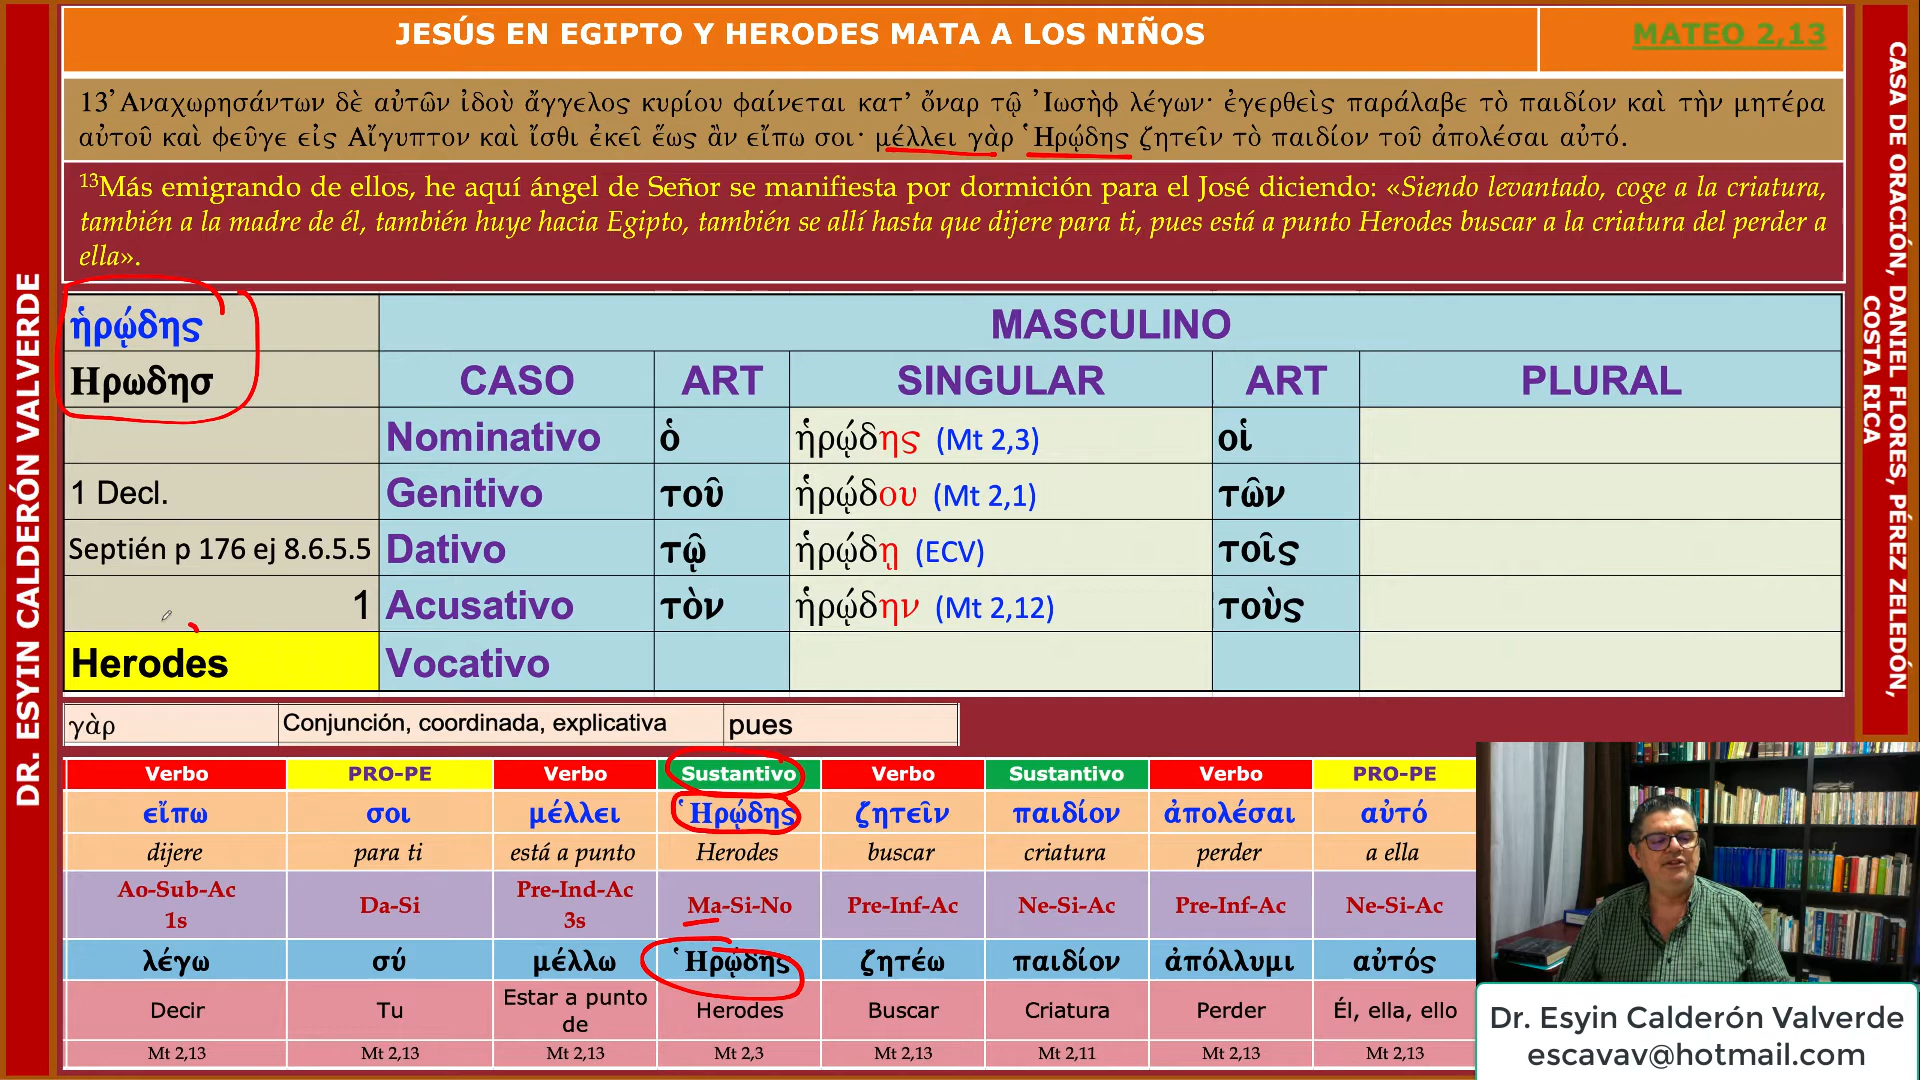 JESÚS EN EGIPTO Y HERODES MATA A LOS NIÑOS
MATEO 2,13
13᾿Αναχωρησάντων δὲ αὐτῶν ἰδοὺ ἄγγελος κυρίου φαίνεται κατ’ ὄναρ τῷ ᾿Ιωσὴφ λέγων· ἐγερθεὶς παράλαβε τὸ παιδίον καὶ τὴν μητέρα
αὐτοῦ καὶ φεῦγε εἰς Αἴγυπτον καὶ ἴσθι ἐκεῖ ἕως ἂν εἴπω σοι· μέλλει γὰρ ῾Ηρῴδης ζητεῖν τὸ παιδίον τοῦ ἀπολέσαι αὐτό.
13Más emigrando de ellos, he aquí ángel de Señor se manifiesta por dormición para el José diciendo: «Siendo levantado, coge a la criatura,
también a la madre de él, también huye hacia Egipto, también se allí hasta que dijere para ti, pues está a punto Herodes buscar a la criatura del perder a
ella».
ἡρῴδης
MASCULINO
Ηρωδησ
CASO ART SINGULAR ART PLURAL
Nominativo ὁ ἡρῴδης (Mt 2,3) οἱ
1 Decl. Genitivo τοῦ ἡρῴδου (Mt 2,1) τῶν
Septién p 176 ej 8.6.5.5 Dativo τῷ ἡρῴδῃ (ECV) τοῖς
1 Acusativo τὸν ἡρῴδην (Mt 2,12) τοὺς
Herodes Vocativo
γὰρ Conjunción, coordinada, explicativa pues
Verbo PRO-PE Verbo Sustantivo Verbo Sustantivo Verbo PRO-PE
εἴπω σοι μέλλει ῾Ηρῴδης ζητεῖν παιδίον ἀπολέσαι αὐτό
dijere para ti está a punto Herodes buscar criatura perder a ella
Ao-Sub-Ac 1s Da-Si Pre-Ind-Ac 3s Ma-Si-No Pre-Inf-Ac Ne-Si-Ac Pre-Inf-Ac Ne-Si-Ac
λέγω σύ μέλλω ῾Ηρῴδης ζητέω παιδίον ἀπόλλυμι αὐτός
Decir Tu Estar a punto de Herodes Buscar Criatura Perder Él, ella, ello
Mt 2,13 Mt 2,13 Mt 2,13 Mt 2,3 Mt 2,13 Mt 2,11 Mt 2,13 Mt 2,13
DR. ESYIN CALDERÓN VALVERDE
CASA DE ORACIÓN, DANIEL FLORES, PÉREZ ZELEDÓN,
COSTA RICA
Dr. Esyin Calderón Valverde
escavav@hotmail.com